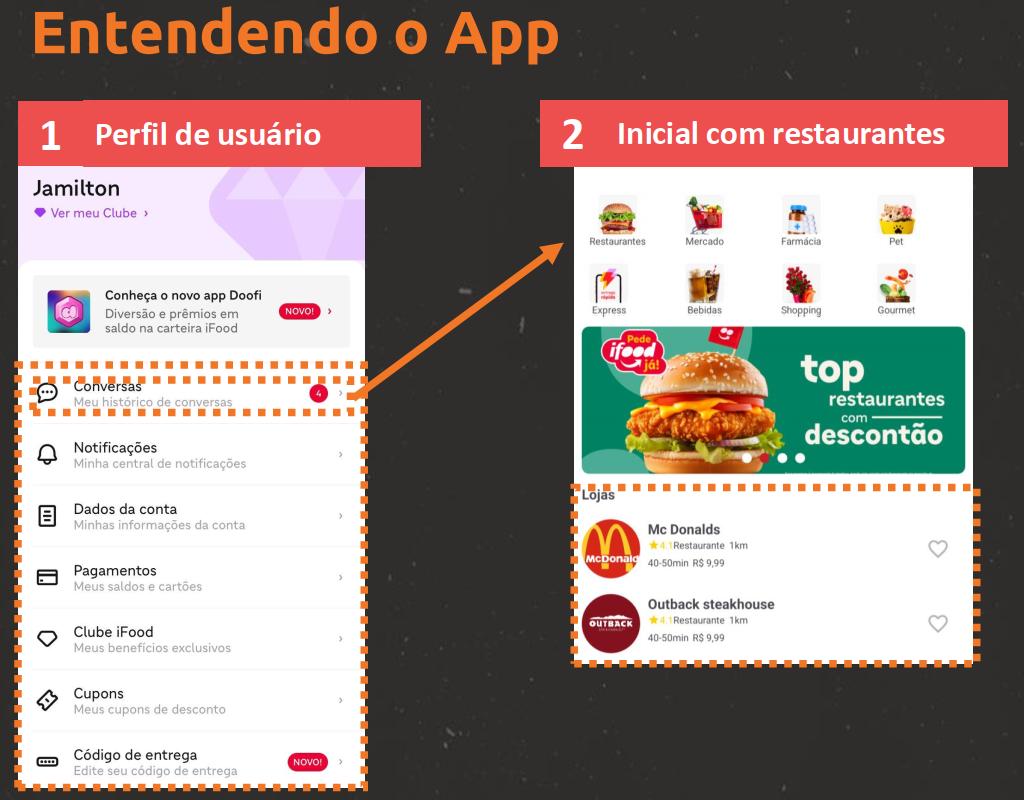 Entendendo o App
1 Perfil de usuário
Jamilton
Ver meu Clube ›
Conheça o novo app Doofi
Diversão e prêmios em
saldo na carteira iFood
NOVO! ›
Conversas
Meu histórico de conversas
4 ›
Notificações
Minha central de notificações
›
Dados da conta
Minhas informações da conta
›
Pagamentos
Meus saldos e cartões
›
Clube iFood
Meus benefícios exclusivos
›
Cupons
Meus cupons de desconto
›
Código de entrega
Edite seu código de entrega
NOVO! ›
2 Inicial com restaurantes
Restaurantes Mercado Farmácia Pet
entrega
rápida
Express Bebidas Shopping Gourmet
Pede
ifood
já!
top
restaurantes
com
descontão
Lojas
McDonald
Mc Donalds
4.1 Restaurante 1km
40-50min R$ 9,99
OUTBACK
Outback steakhouse
4.1 Restaurante 1km
40-50min R$ 9,99